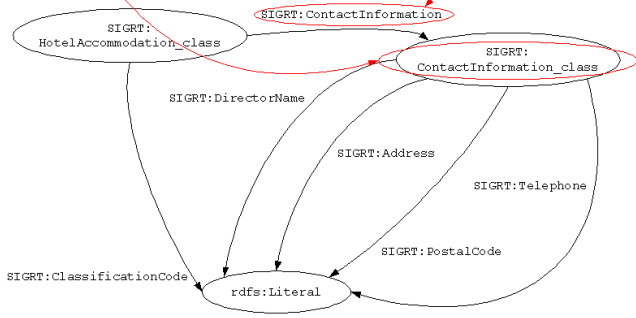 SIGRT:ContactInformation
SIGRT:
HotelAccommodation_class
SIGRT:
ContactInformation_class
SIGRT:DirectorName
SIGRT:Address
SIGRT:Telephone
SIGRT:PostalCode
SIGRT:ClassificationCode
rdfs:Literal